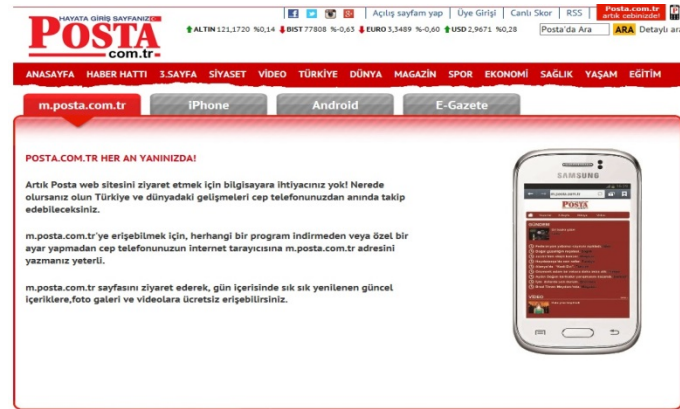 HAYATA GİRİŞ SAYFANIZ
POSTA
com.tr
Açılış sayfam yap | Üye Girişi | Canlı Skor | RSS |
Posta.com.tr
artık cebinizde!
ALTIN 121,1720 %0,14 BIST 77808 %-0,63 EURO 3,3489 %-0,60 USD 2,9671 %0,28
Posta'da Ara ARA Detaylı ara
ANASAYFA HABER HATTI 3.SAYFA SİYASET VİDEO TÜRKİYE DÜNYA MAGAZİN SPOR EKONOMİ SAĞLIK YAŞAM EĞİTİM
m.posta.com.tr iPhone Android E-Gazete
POSTA.COM.TR HER AN YANINIZDA!
Artık Posta web sitesini ziyaret etmek için bilgisayara ihtiyacınız yok! Nerede
olursanız olun Türkiye ve dünyadaki gelişmeleri cep telefonunuzdan anında takip
edebileceksiniz.
m.posta.com.tr'ye erişebilmek için, herhangi bir program indirmeden veya özel bir
ayar yapmadan cep telefonunuzun internet tarayıcısına m.posta.com.tr adresini
yazmanız yeterli.
m.posta.com.tr sayfasını ziyaret ederek, gün içerisinde sık sık yenilenen güncel
içeriklere,foto galeri ve videolara ücretsiz erişebilirsiniz.
SAMSUNG
POSTA
GÜNDEM
VİDEO